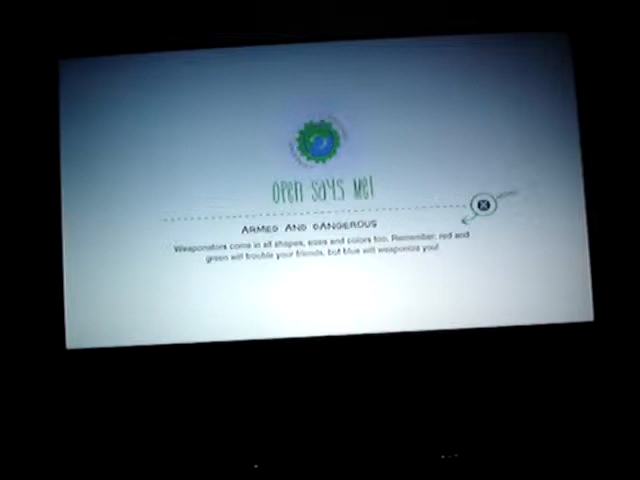 Open Says Me!
ARMED AND DANGEROUS
Weaponators come in all shapes, sizes and colors too. Remember, red and
green will trouble your friends, but blue will weaponize you!